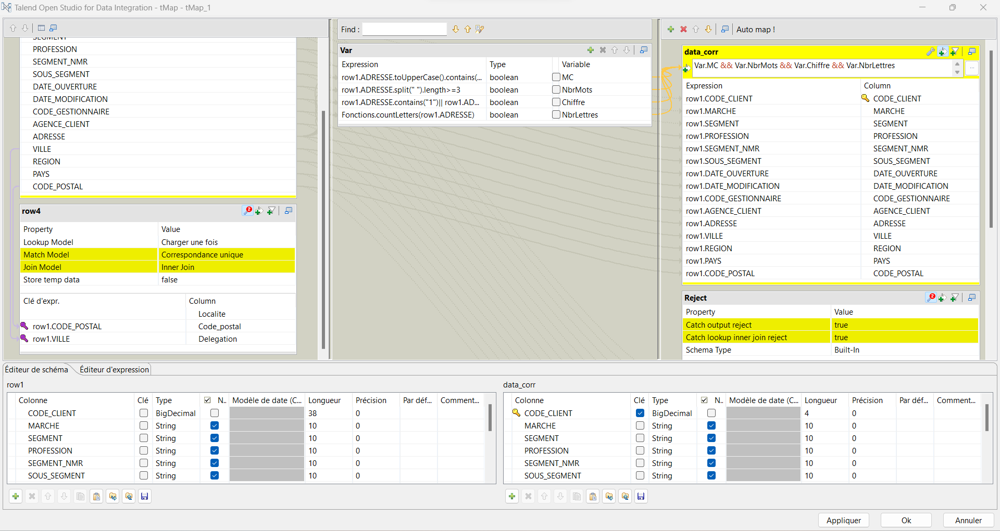 Talend Open Studio for Data Integration - tMap - tMap_1
SEGMENT
PROFESSION
SEGMENT_NMR
SOUS_SEGMENT
DATE_OUVERTURE
DATE_MODIFICATION
CODE_GESTIONNAIRE
AGENCE_CLIENT
ADRESSE
VILLE
REGION
PAYS
CODE_POSTAL
row4
Property Value
Lookup Model Charger une fois
Match Model Correspondance unique
Join Model Inner Join
Store temp data false
Clé d'expr. Column
Localite
row1.CODE_POSTAL Code_postal
row1.VILLE Delegation
Find :
Var
Expression Type Variable
row1.ADRESSE.toUpperCase().contains(... boolean MC
row1.ADRESSE.split(" ").length>=3 boolean NbrMots
row1.ADRESSE.contains("1")|| row1.AD... boolean Chiffre
Fonctions.countLetters(row1.ADRESSE) boolean NbrLettres
Auto map !
data_corr
Var.MC && Var.NbrMots && Var.Chiffre && Var.NbrLettres
...
Expression Column
row1.CODE_CLIENT CODE_CLIENT
row1.MARCHE MARCHE
row1.SEGMENT SEGMENT
row1.PROFESSION PROFESSION
row1.SEGMENT_NMR SEGMENT_NMR
row1.SOUS_SEGMENT SOUS_SEGMENT
row1.DATE_OUVERTURE DATE_OUVERTURE
row1.DATE_MODIFICATION DATE_MODIFICATION
row1.CODE_GESTIONNAIRE CODE_GESTIONNAIRE
row1.AGENCE_CLIENT AGENCE_CLIENT
row1.ADRESSE ADRESSE
row1.VILLE VILLE
row1.REGION REGION
row1.PAYS PAYS
row1.CODE_POSTAL CODE_POSTAL
Reject
Property Value
Catch output reject true
Catch lookup inner join reject true
Schema Type Built-In
Éditeur de schéma Éditeur d'expression
row1
Colonne Clé Type N.. Modèle de date (C... Longueur Précision Par déf... Comment...
CODE_CLIENT BigDecimal 38 0
MARCHE String 10 0
SEGMENT String 10 0
PROFESSION String 10 0
SEGMENT_NMR String 10 0
SOUS_SEGMENT String 10 0
data_corr
Colonne Clé Type N.. Modèle de date (C... Longueur Précision Par déf... Comment...
CODE_CLIENT BigDecimal 4 0
MARCHE String 10 0
SEGMENT String 10 0
PROFESSION String 10 0
SEGMENT_NMR String 10 0
SOUS_SEGMENT String 10 0
Appliquer Ok Annuler